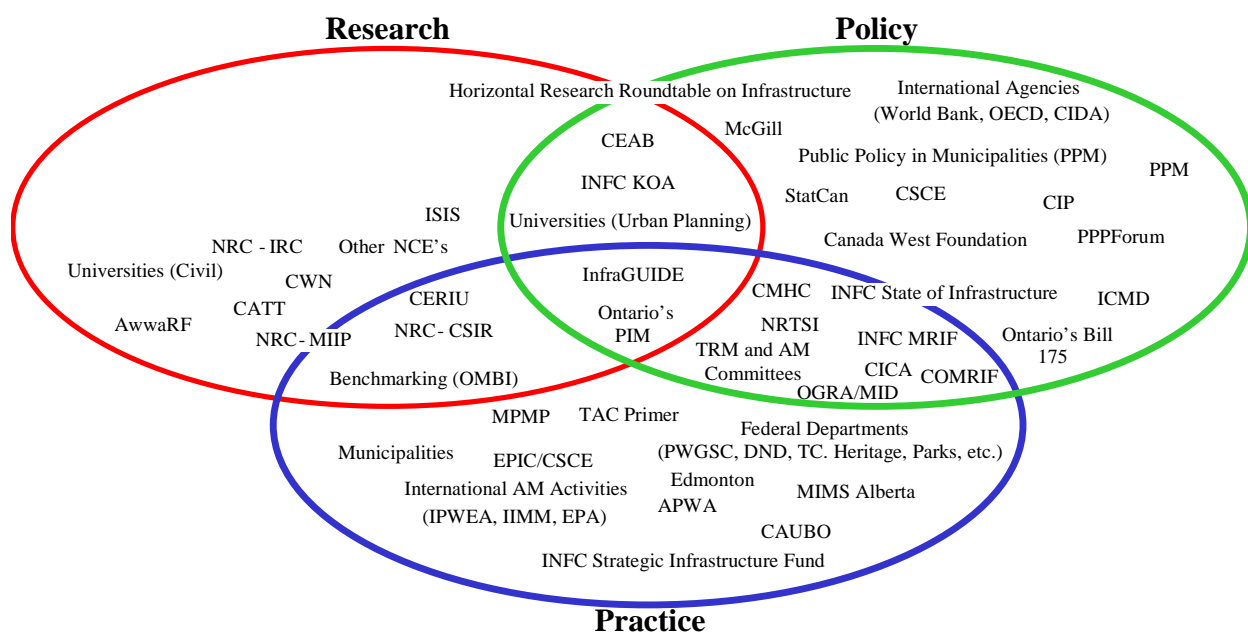 Research
Policy
Horizontal Research Roundtable on Infrastructure
International Agencies
(World Bank, OECD, CIDA)
McGill
CEAB
Public Policy in Municipalities (PPM)
PPM
INFC KOA
StatCan
CSCE
CIP
ISIS
Universities (Urban Planning)
NRC - IRC
Other NCE's
Canada West Foundation
PPPForum
Universities (Civil)
CWN
InfraGUIDE
CERIU
CMHC
INFC State of Infrastructure
ICMD
CATT
Ontario's
PIM
AwwaRF
NRC- MIIP
NRC- CSIR
NRTSI
INFC MRIF
Ontario's Bill
175
TRM and AM
Committees
CICA
COMRIF
Benchmarking (OMBI)
OGRA/MID
MPMP
TAC Primer
Federal Departments
(PWGSC, DND, TC. Heritage, Parks, etc.)
Municipalities
EPIC/CSCE
International AM Activities
(IPWEA, IIMM, EPA)
Edmonton
APWA
MIMS Alberta
CAUBO
INFC Strategic Infrastructure Fund
Practice